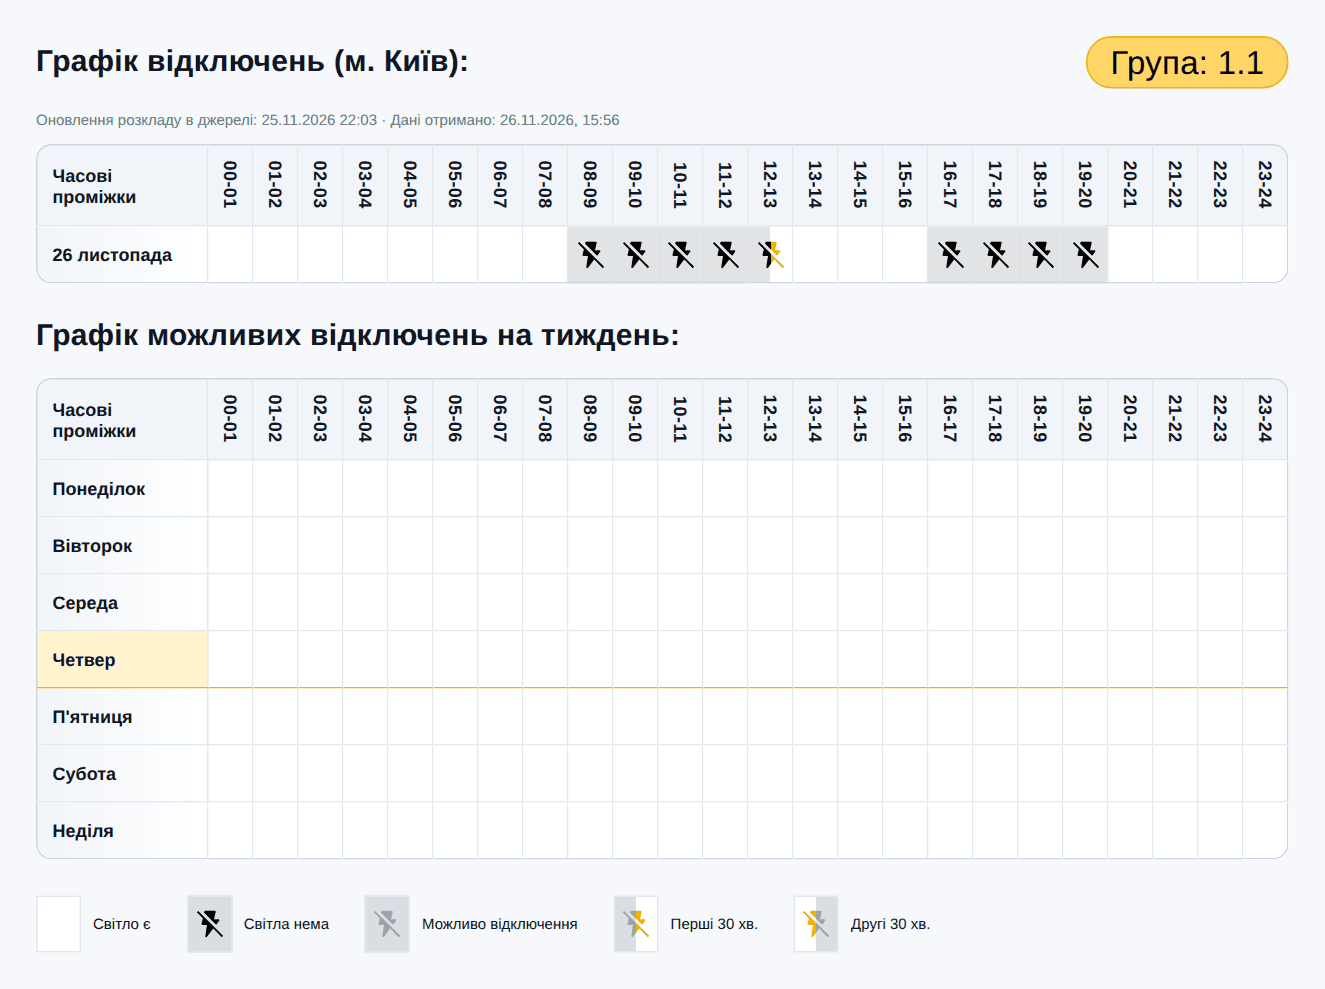 Графік відключень (м. Київ):
Група: 1.1
Оновлення розкладу в джерелі: 25.11.2026 22:03 · Дані отримано: 26.11.2026, 15:56
Часові проміжки 00-01 01-02 02-03 03-04 04-05 05-06 06-07 07-08 08-09 09-10 10-11 11-12 12-13 13-14 14-15 15-16 16-17 17-18 18-19 19-20 20-21 21-22 22-23 23-24
26 листопада
Графік можливих відключень на тиждень:
Часові проміжки 00-01 01-02 02-03 03-04 04-05 05-06 06-07 07-08 08-09 09-10 10-11 11-12 12-13 13-14 14-15 15-16 16-17 17-18 18-19 19-20 20-21 21-22 22-23 23-24
Понеділок
Вівторок
Середа
Четвер
П'ятниця
Субота
Неділя
Світло є Світла нема Можливо відключення Перші 30 хв. Другі 30 хв.